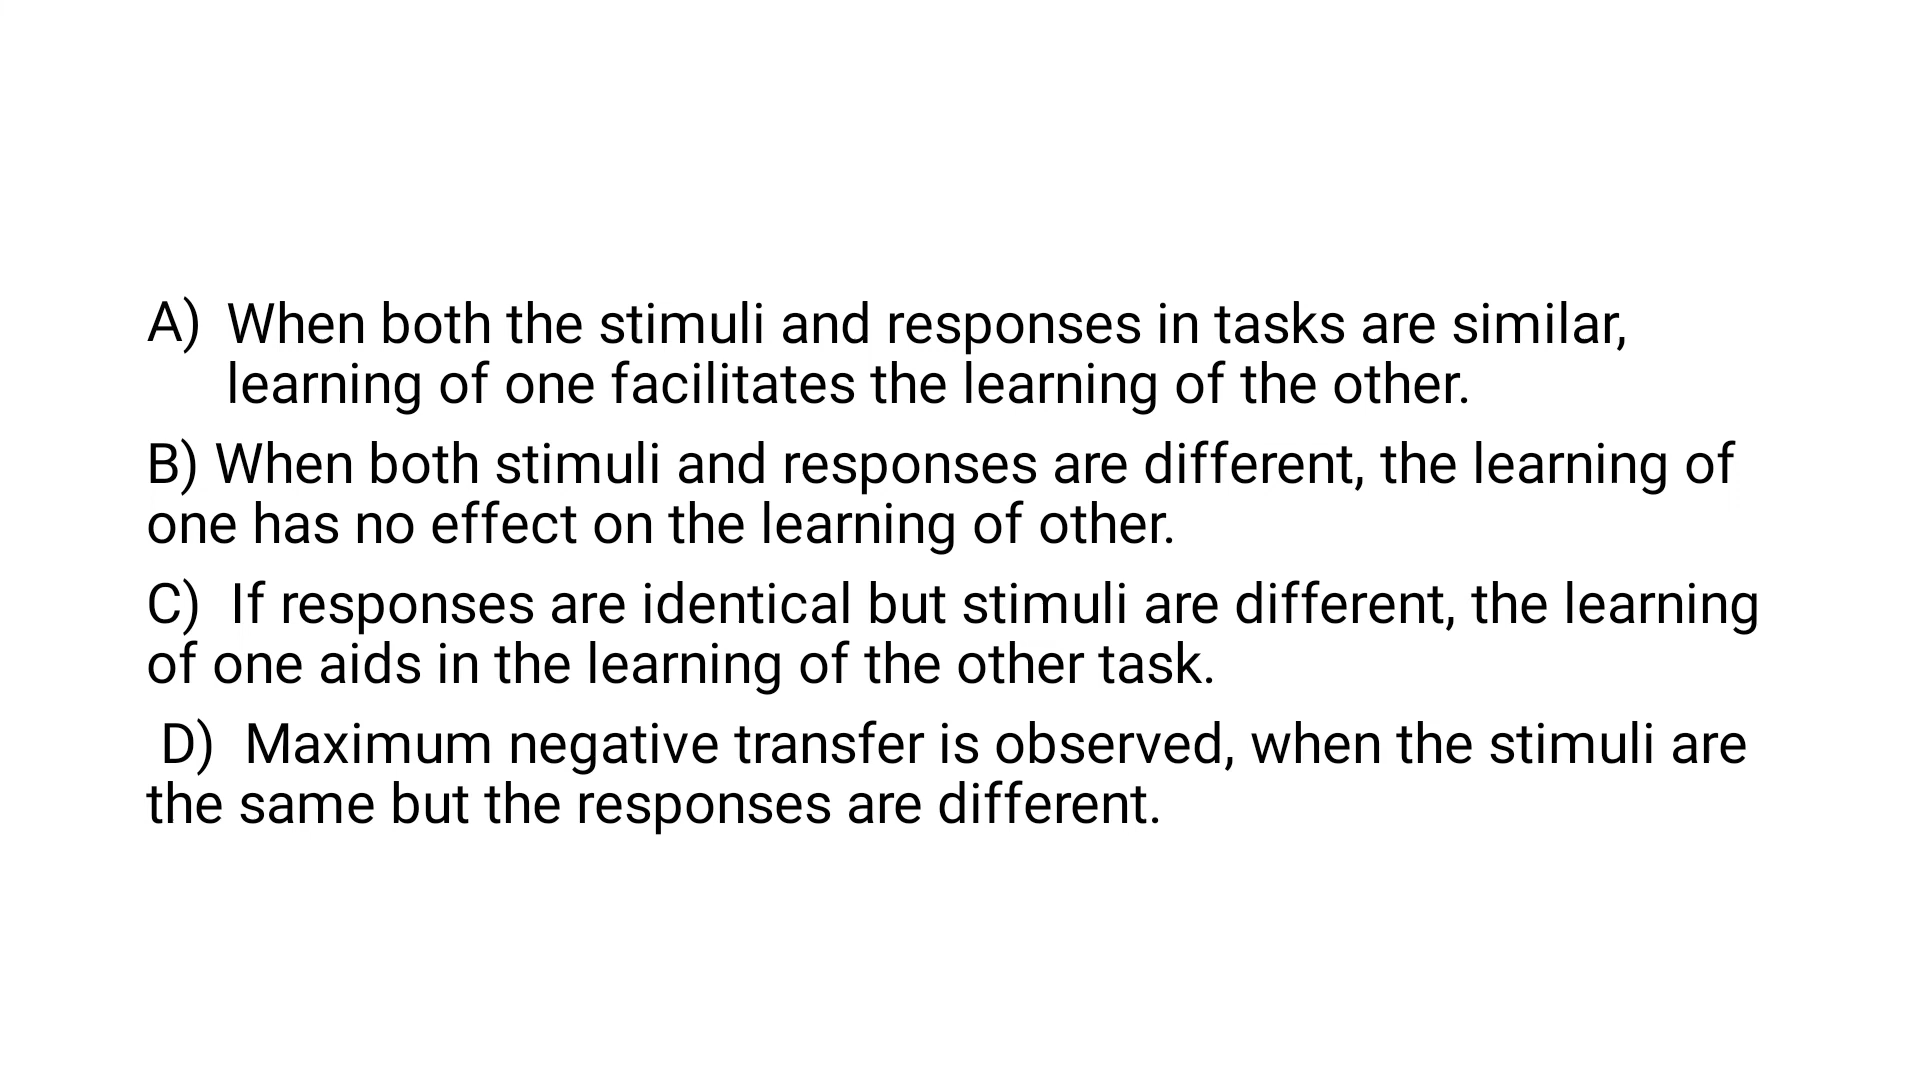 A) When both the stimuli and responses in tasks are similar,
learning of one facilitates the learning of the other.
B) When both stimuli and responses are different, the learning of
one has no effect on the learning of other.
C) If responses are identical but stimuli are different, the learning
of one aids in the learning of the other task.
D) Maximum negative transfer is observed, when the stimuli are
the same but the responses are different.